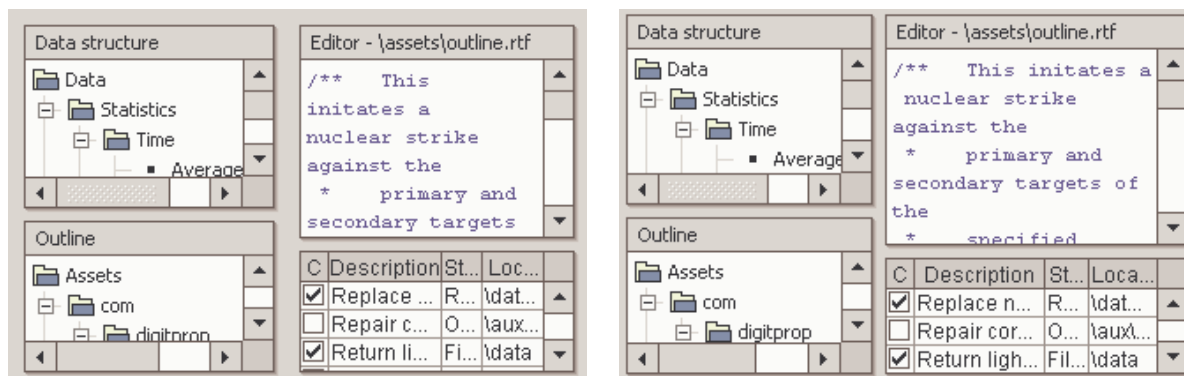 Data structure
Data
Statistics
Time
Average
Outline
Assets
com
digitprop
Editor - \assets\outline.rtf
/** This
initates a
nuclear strike
against the
* primary and
secondary targets
C Description St... Loc...
Replace ... R... \dat...
Repair c... O... \aux...
Return li... Fi... \data
Data structure
Data
Statistics
Time
Average
Outline
Assets
com
digitprop
Editor - \assets\outline.rtf
/** This initates a
nuclear strike
against the
* primary and
secondary targets of
the
* specified
C Description St... Loca...
Replace n... R... \dat...
Repair cor... O... \aux\...
Return ligh... Fil... \data